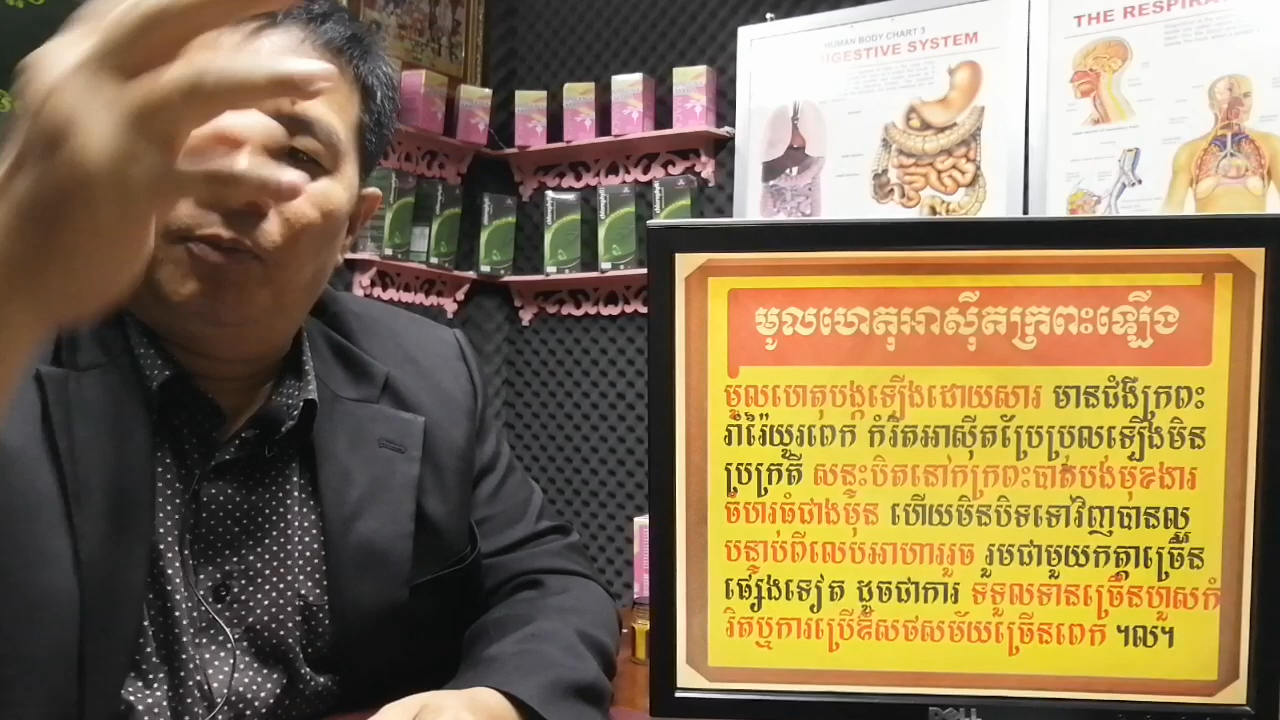 HUMAN BODY CHART 3
DIGESTIVE SYSTEM
THE RESPIRA
មូលហេតុអាស៊ីតក្រពះឡើង
មូលហេតុបង្កឡើងដោយសារ មានជំងឺក្រពះ
រ៉ាំរ៉ៃយូរពេក កំរិតអាស៊ីតប្រែប្រួលឡើងមិន
ប្រក្រតី សន្ទះបិតនៅកក្រពះបាត់បង់មុខងារ
ចំហរធំជាងមុន ហើយមិនបិទទៅវិញបានល្អ
បន្ទាប់ពីលេបអាហាររួច រួមជាមួយកត្តាច្រើន
ផ្សេងទៀត ដូចជាការ ទទួលទានច្រើនហួសកំ
រិតឬការប្រើឱសថសម័យច្រើនពេក ។ល។
DELL